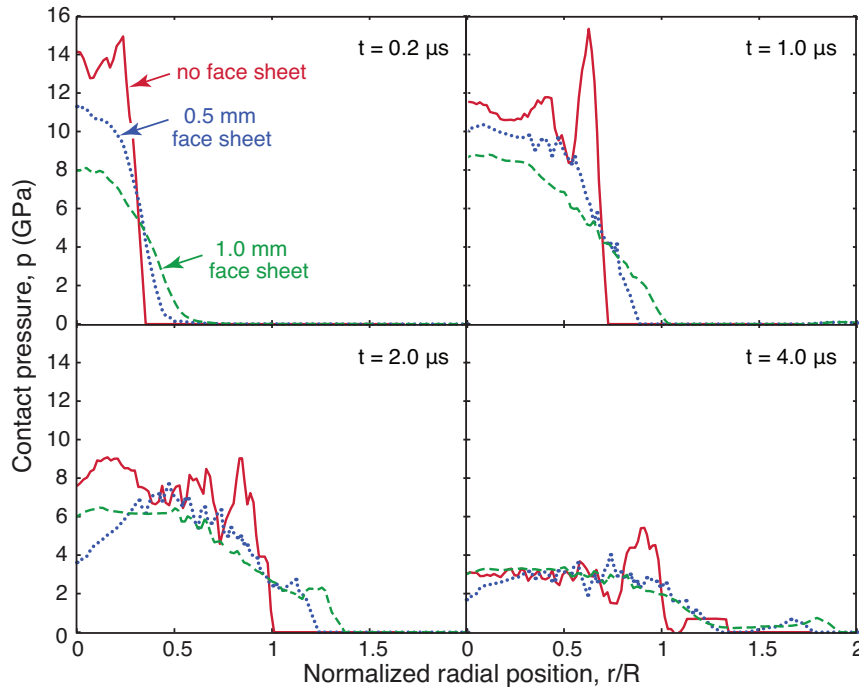 16
14
12
10
8
6
4
2
0
t = 0.2 µs
no face sheet
0.5 mm
face sheet
1.0 mm
face sheet
t = 1.0 µs
Contact pressure, p (GPa)
14
12
10
8
6
4
2
0
t = 2.0 µs
t = 4.0 µs
0 0.5 1 1.5 0 0.5 1 1.5 2
Normalized radial position, r/R